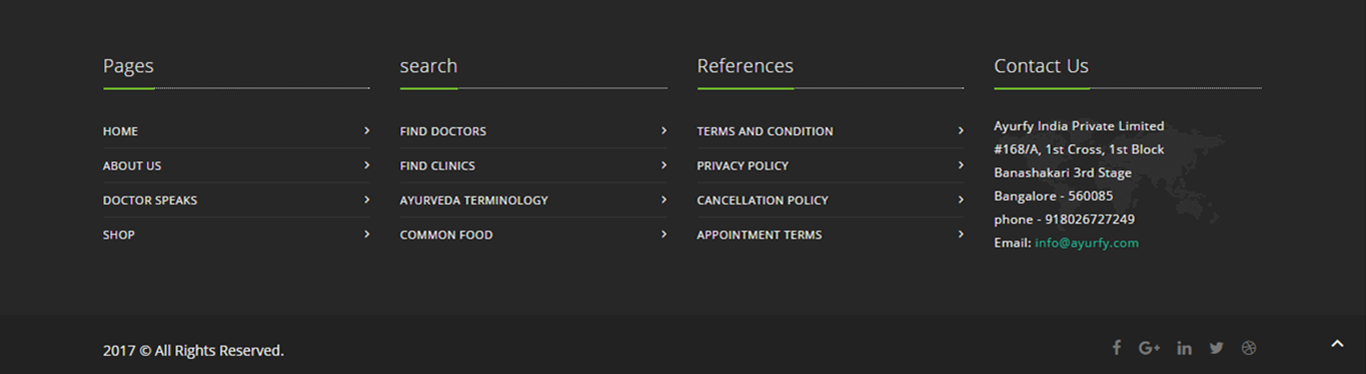 Pages
HOME
ABOUT US
DOCTOR SPEAKS
SHOP
search
FIND DOCTORS
FIND CLINICS
AYURVEDA TERMINOLOGY
COMMON FOOD
References
TERMS AND CONDITION
PRIVACY POLICY
CANCELLATION POLICY
APPOINTMENT TERMS
Contact Us
Ayurfy India Private Limited
#168/A, 1st Cross, 1st Block
Banashakari 3rd Stage
Bangalore - 560085
phone - 918026727249
Email: info@ayurfy.com
2017 © All Rights Reserved.